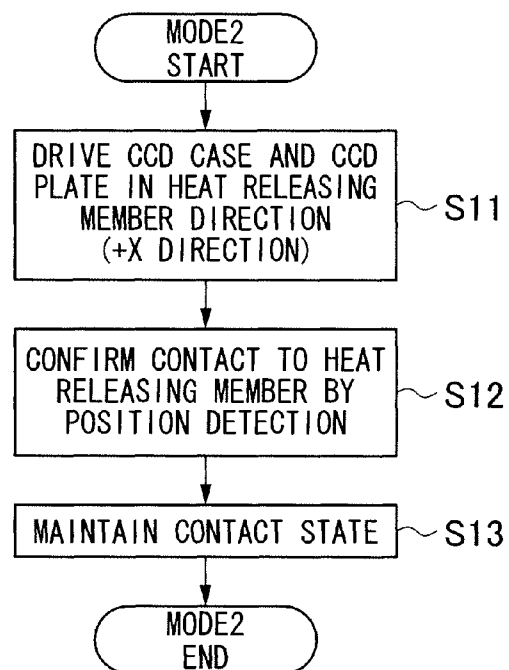 MODE2
START
DRIVE CCD CASE AND CCD
PLATE IN HEAT RELEASING
MEMBER DIRECTION
(+X DIRECTION)
S11
CONFIRM CONTACT TO HEAT
RELEASING MEMBER BY
POSITION DETECTION
S12
MAINTAIN CONTACT STATE
S13
MODE2
END